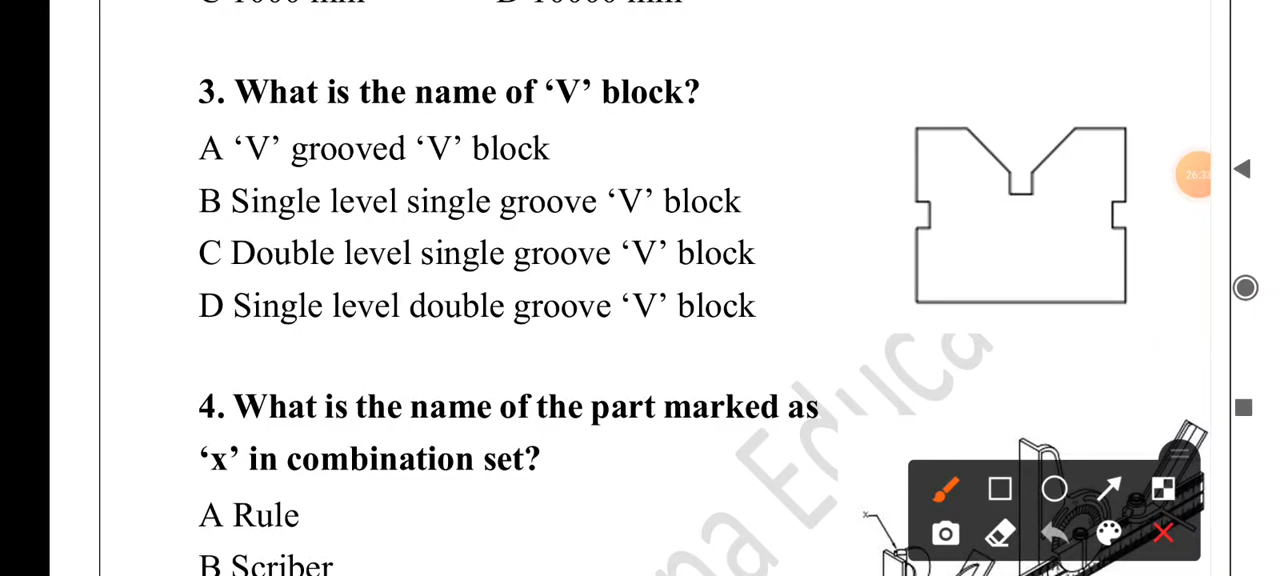 3. What is the name of ‘V’ block?
A ‘V’ grooved ‘V’ block
B Single level single groove ‘V’ block
C Double level single groove ‘V’ block
D Single level double groove ‘V’ block
26:33
4. What is the name of the part marked as
‘x’ in combination set?
A Rule
x
B Scriber